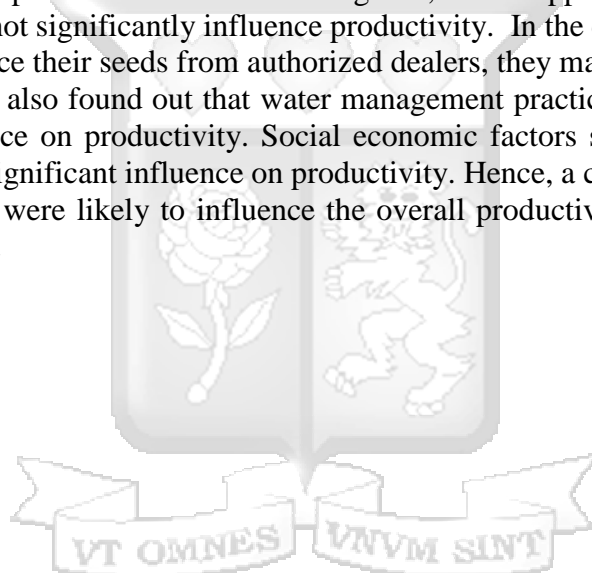 not significantly influence productivity. In the
ce their seeds from authorized dealers, they ma
also found out that water management practic
ce on productivity. Social economic factors s
ignificant influence on productivity. Hence, a c
were likely to influence the overall productiv
VT OMNES VNVM SINT